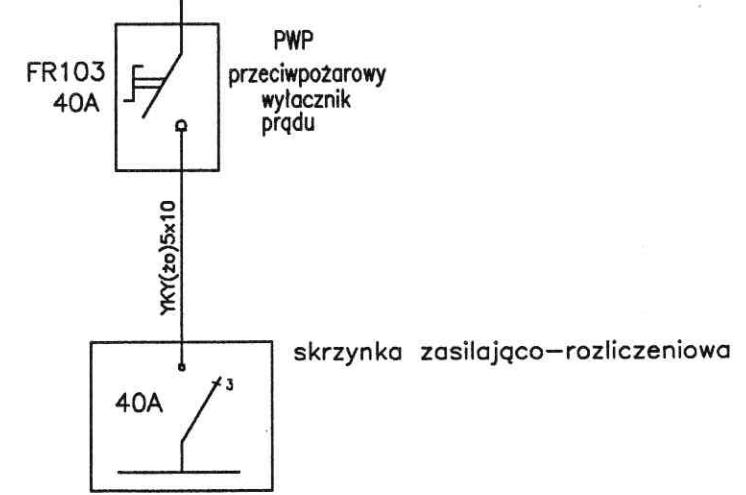 PWP
FR103
40A
przeciwpożarowy
wyłacznik
prądu
YKY(żo)5x10
skrzynka zasilająco-rozliczeniowa
40A
3